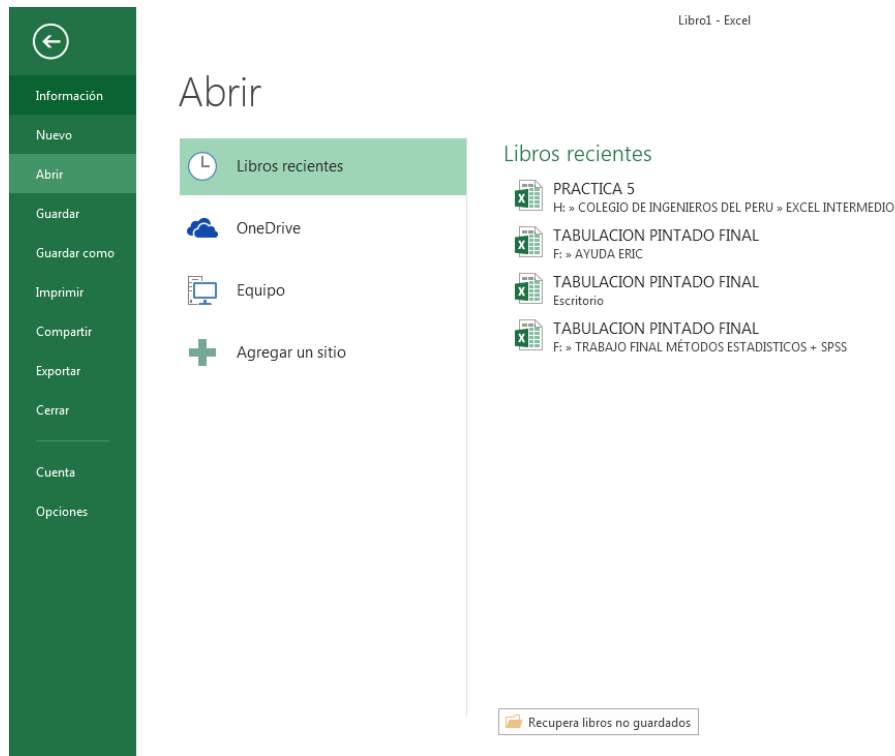 Libro1 - Excel
Información
Nuevo
Abrir
Guardar
Guardar como
Imprimir
Compartir
Exportar
Cerrar
Cuenta
Opciones
Abrir
Libros recientes
OneDrive
Equipo
Agregar un sitio
Libros recientes
PRACTICA 5
H: » COLEGIO DE INGENIEROS DEL PERU » EXCEL INTERMEDIO
TABULACION PINTADO FINAL
F: » AYUDA ERIC
TABULACION PINTADO FINAL
Escritorio
TABULACION PINTADO FINAL
F: » TRABAJO FINAL MÉTODOS ESTADISTICOS + SPSS
Recupera libros no guardados